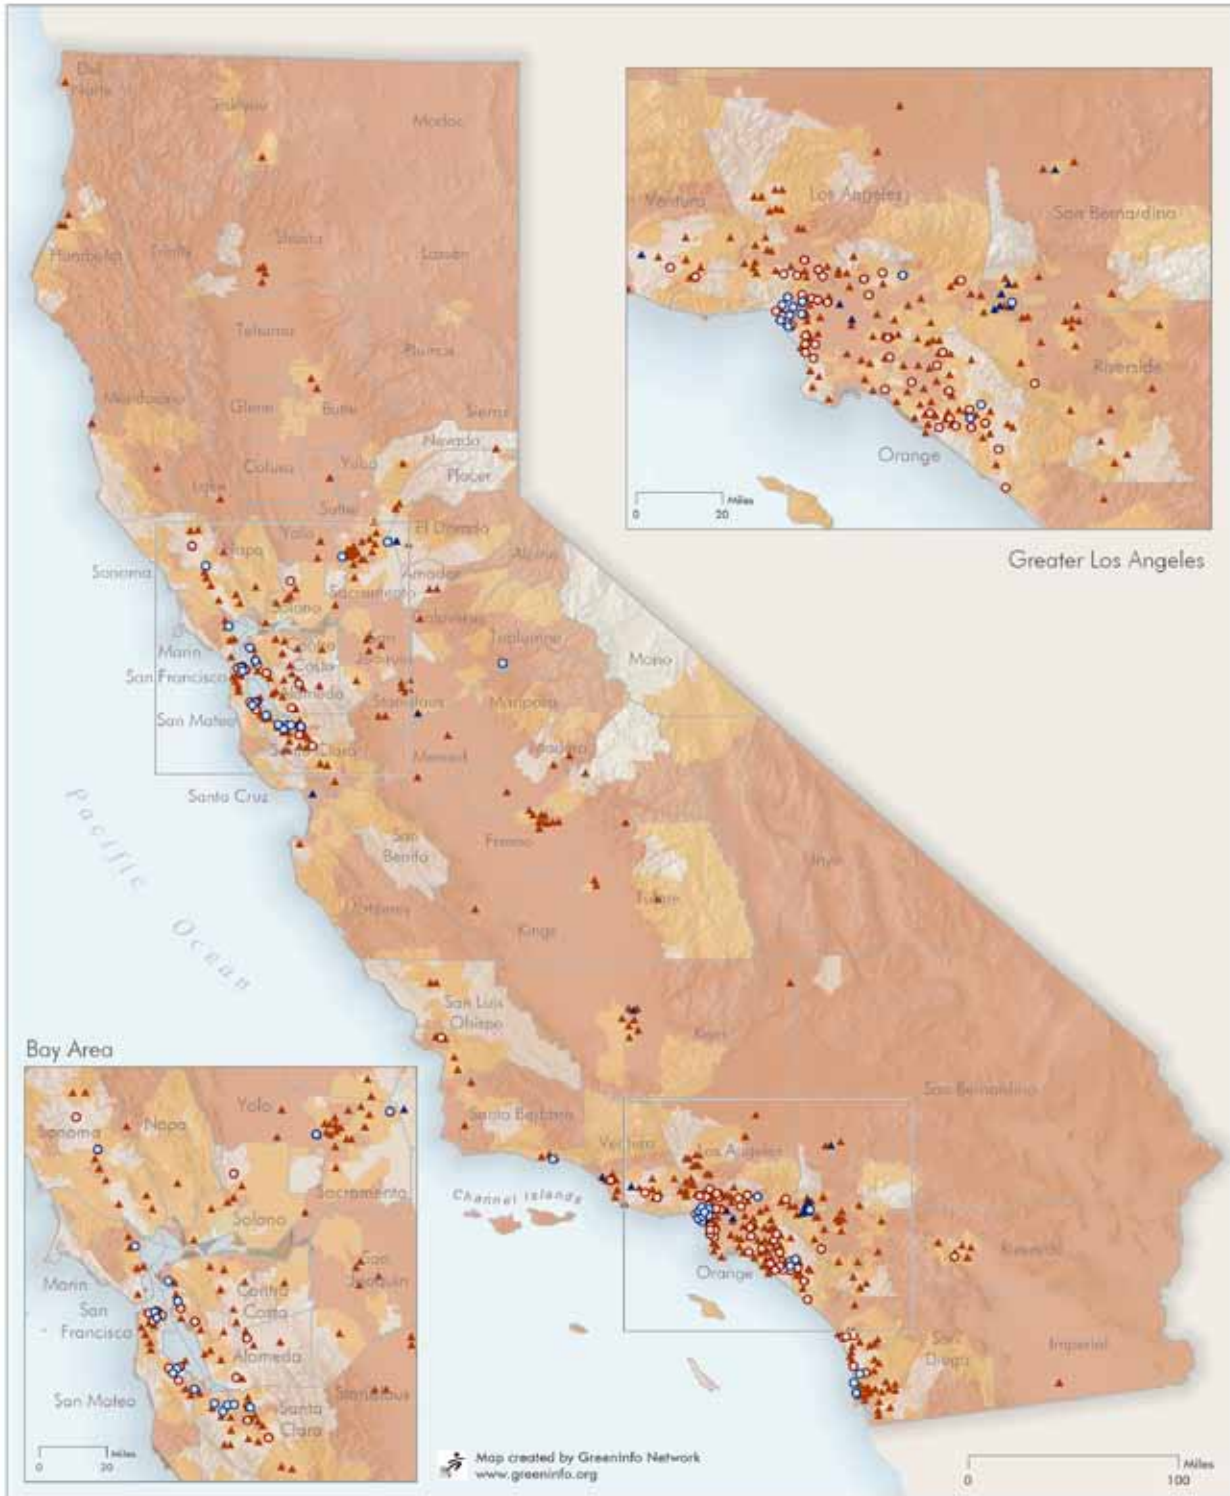 Del
Norte
Siskiyou
Modoc
Humboldt
Trinity
Shasta
Lassen
Tehama
Plumas
Mendocino
Glenn
Butte
Sierra
Nevada
Placer
Colusa
Yuba
Lake
Sutter
El Dorado
Yolo
Napa
Sonoma
Alpine
Amador
Sacramento
Solano
Calaveras
Tuolumne
Marin
Contra
Costa
San
Joaquin
Mono
San Francisco
Alameda
Stanislaus
Mariposa
San Mateo
Santa Clara
Merced
Madera
Santa Cruz
San
Benito
Fresno
Inyo
Monterey
Tulare
Kings
Pacific Ocean
San Luis
Obispo
Kern
San Bernardino
Santa Barbara
Ventura
Los Angeles
Channel Islands
Orange
Riverside
San
Diego
Imperial
Ventura
Los Angeles
San Bernardino
Riverside
Orange
0 20 Miles
Greater Los Angeles
Bay Area
Yolo
Napa
Sonoma
Sacramento
Solano
Marin
San
Francisco
Contra
Costa
San
Joaquin
Alameda
San Mateo
Stanislaus
Santa
Clara
0 20 Miles
Map created by GreenInfo Network
www.greeninfo.org
0 100 Miles